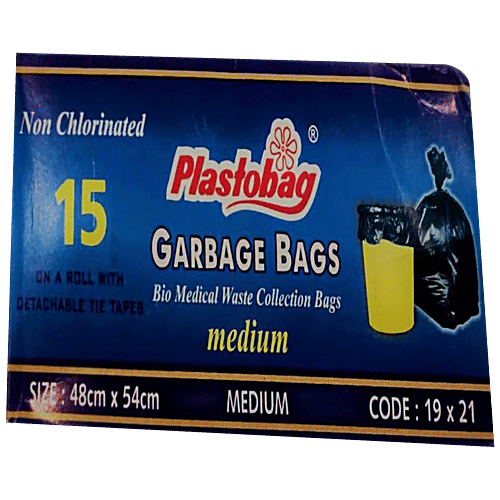 Non Chlorinated
Plastobag ®
15
GARBAGE BAGS
ON A ROLL WITH
DETACHABLE TIE TAPES
Bio Medical Waste Collection Bags
medium
SIZE : 48cm x 54cm MEDIUM CODE : 19 x 21